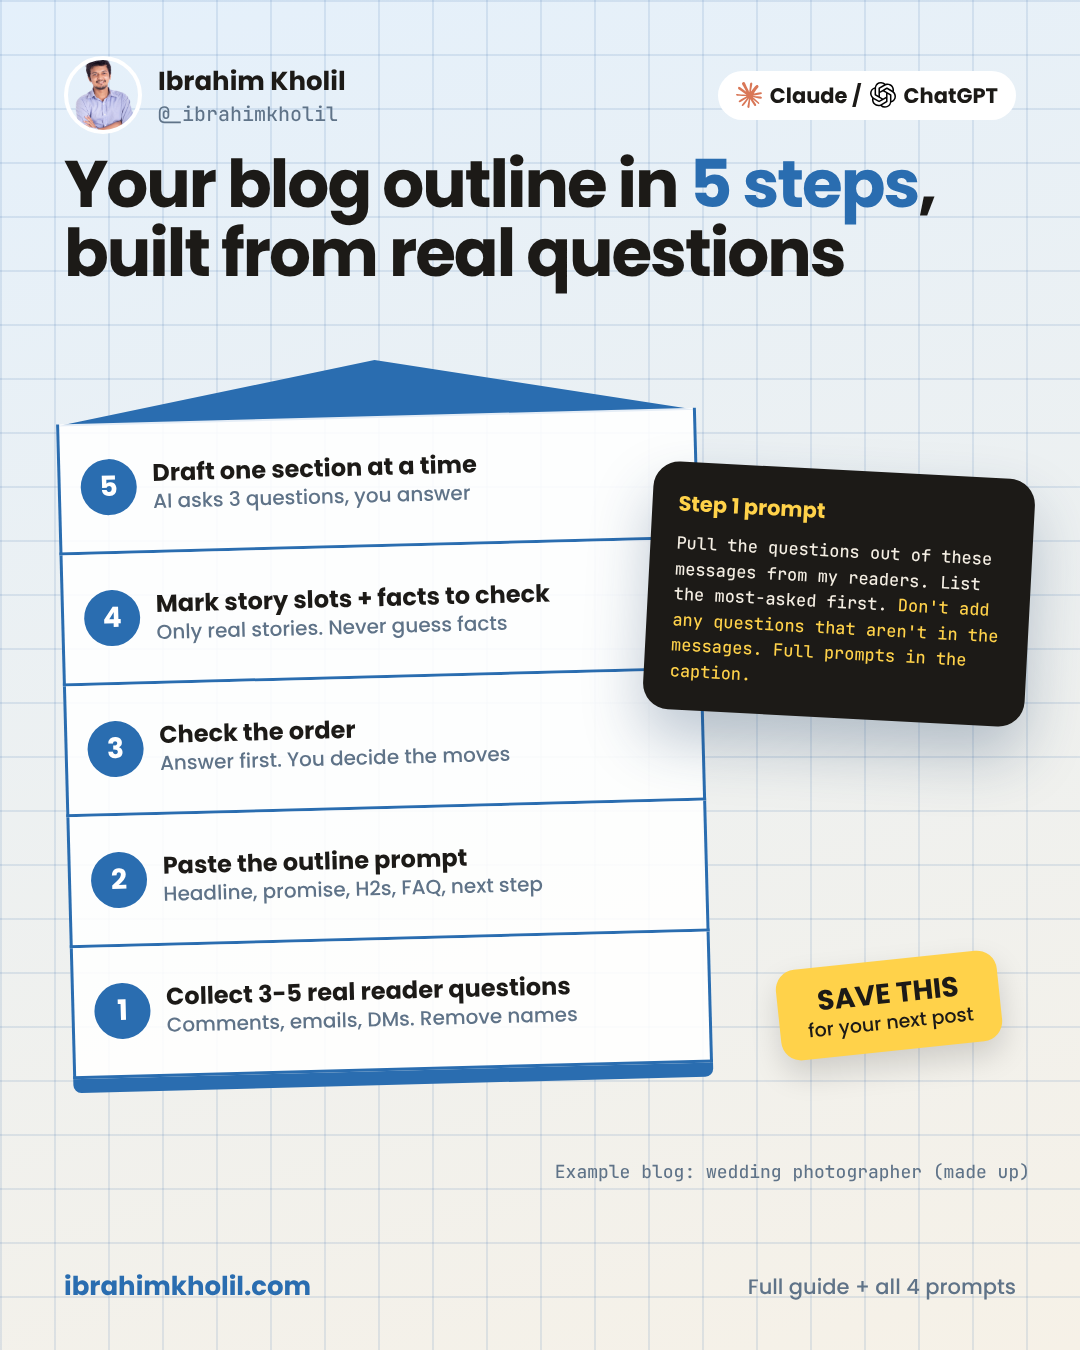 Ibrahim Kholil
@_ibrahimkholil
Claude / ChatGPT
Your blog outline in 5 steps,
built from real questions
5
Draft one section at a time
AI asks 3 questions, you answer
4
Mark story slots + facts to check
Only real stories. Never guess facts
3
Check the order
Answer first. You decide the moves
2
Paste the outline prompt
Headline, promise, H2s, FAQ, next step
1
Collect 3-5 real reader questions
Comments, emails, DMs. Remove names
Step 1 prompt
Pull the questions out of these
messages from my readers. List
the most-asked first. Don't add
any questions that aren't in the
messages. Full prompts in the
caption.
SAVE THIS
for your next post
Example blog: wedding photographer (made up)
ibrahimkholil.com
Full guide + all 4 prompts